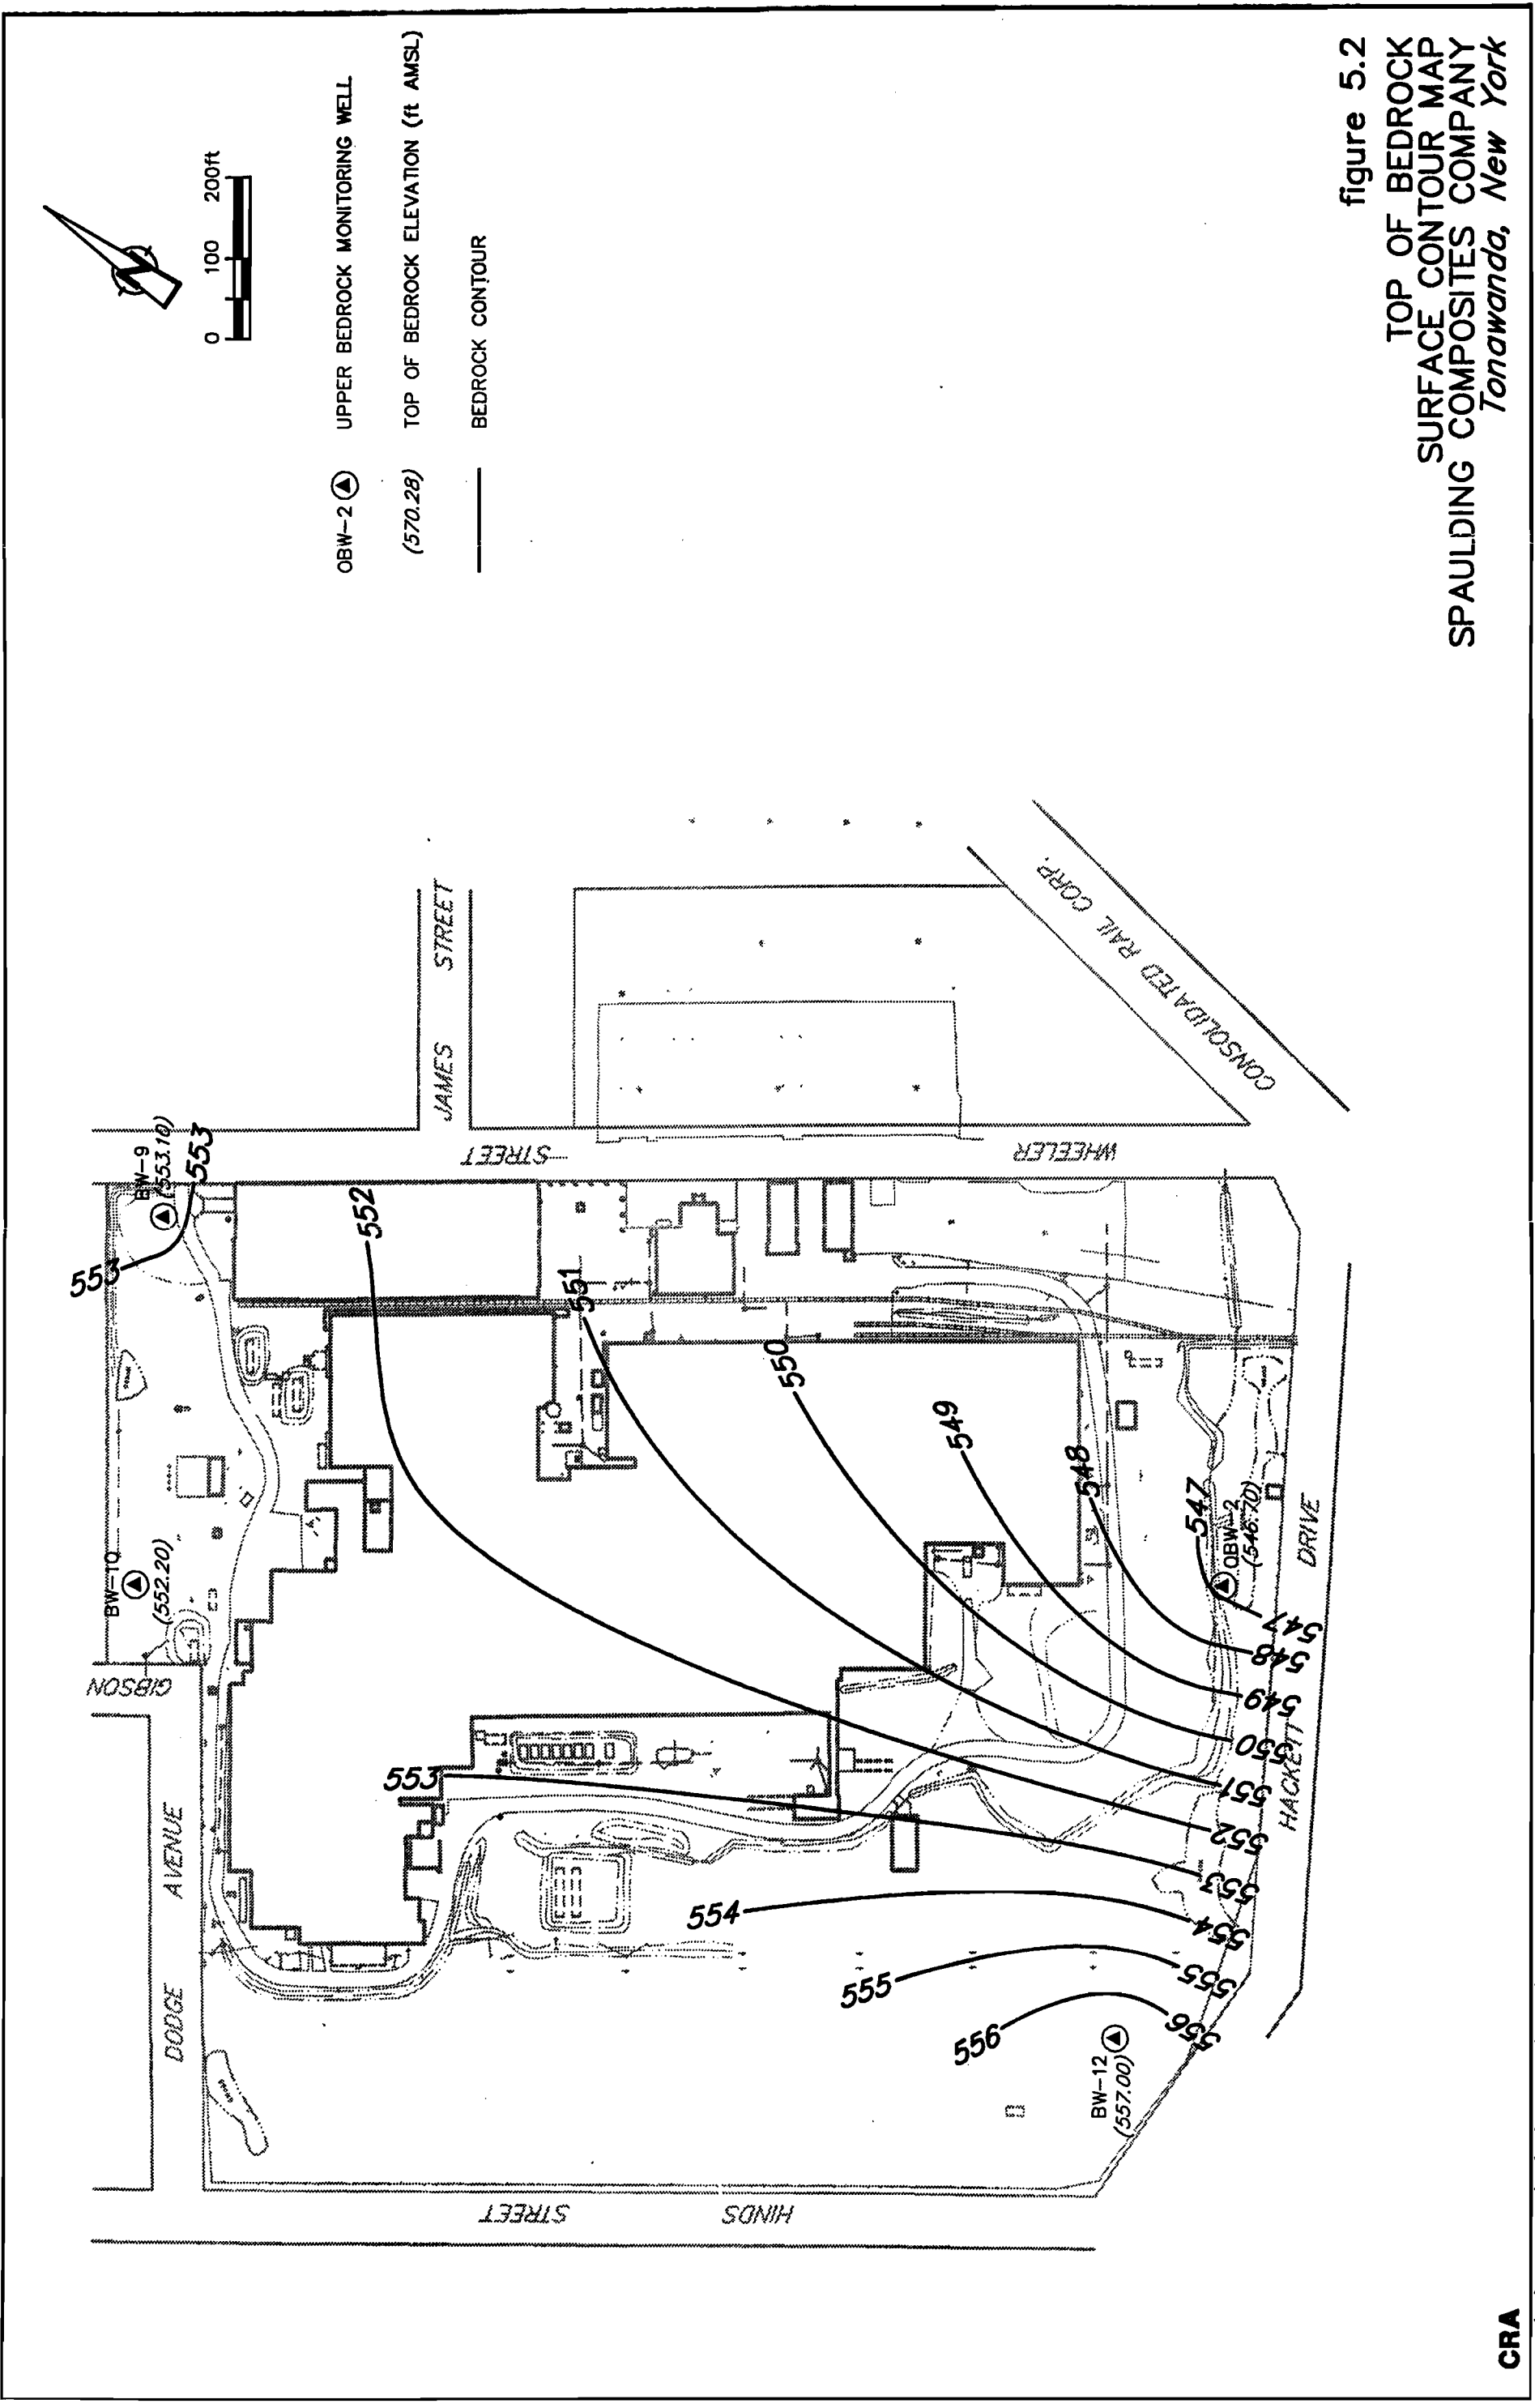 0 100 200ft
OBW-2 UPPER BEDROCK MONITORING WELL
(570.28) TOP OF BEDROCK ELEVATION (ft AMSL)
BEDROCK CONTOUR
figure 5.2
TOP OF BEDROCK
SURFACE CONTOUR MAP
SPAULDING COMPOSITES COMPANY
Tonawanda, New York
CRA
DODGE AVENUE
GIBSON
JAMES STREET
WHEELER STREET
CONSOLIDATED RAIL CORP.
HACKETT DRIVE
HINDS STREET
BW-9
(553.10)
BW-10
(552.20)
OBW-2
(546.70)
BW-12
(557.00)
553
553
552
551
550
549
548
547
547
548
549
550
551
552
553
554
555
556
553
554
555
556